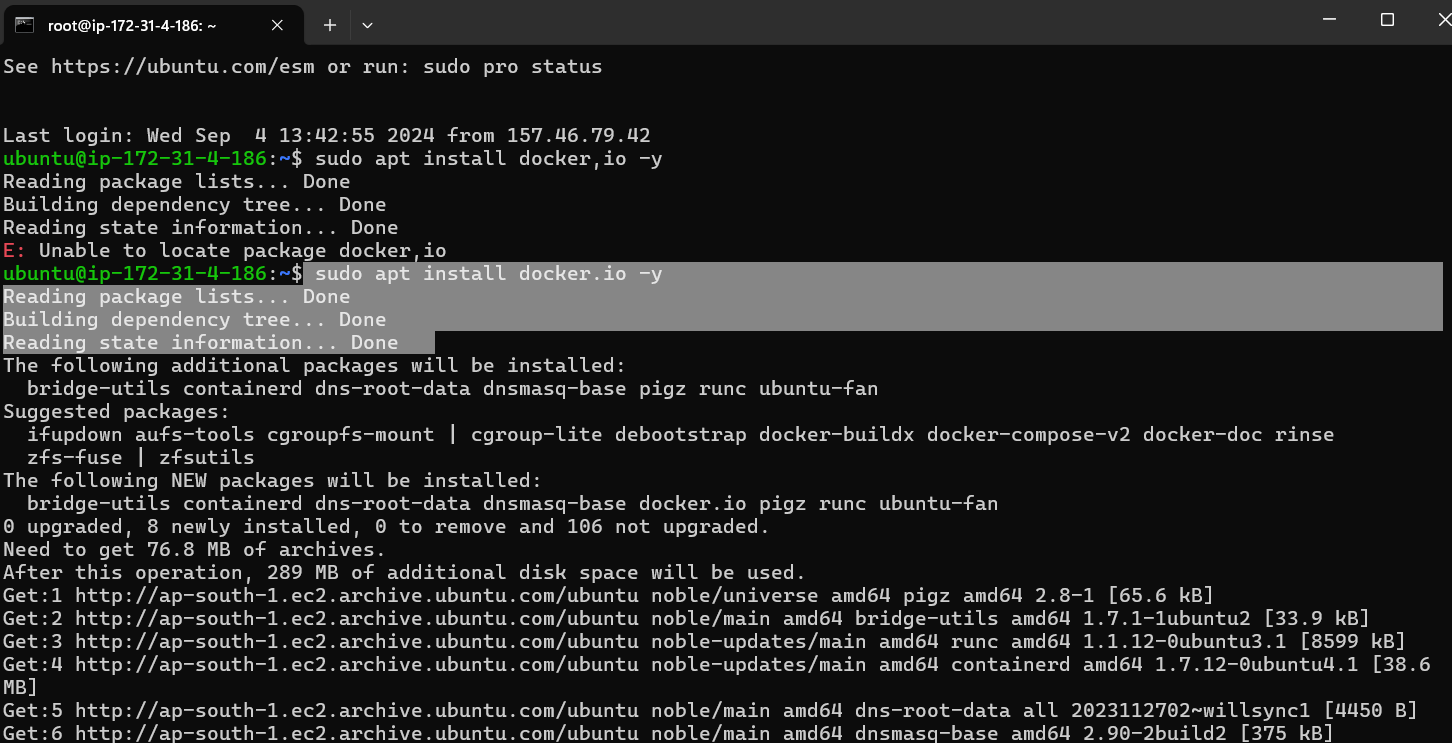 root@ip-172-31-4-186: ~
See https://ubuntu.com/esm or run: sudo pro status
Last login: Wed Sep  4 13:42:55 2024 from 157.46.79.42
ubuntu@ip-172-31-4-186:~$ sudo apt install docker,io -y
Reading package lists... Done
Building dependency tree... Done
Reading state information... Done
E: Unable to locate package docker,io
ubuntu@ip-172-31-4-186:~$ sudo apt install docker.io -y
Reading package lists... Done
Building dependency tree... Done
Reading state information... Done
The following additional packages will be installed:
  bridge-utils containerd dns-root-data dnsmasq-base pigz runc ubuntu-fan
Suggested packages:
  ifupdown aufs-tools cgroupfs-mount | cgroup-lite debootstrap docker-buildx docker-compose-v2 docker-doc rinse
  zfs-fuse | zfsutils
The following NEW packages will be installed:
  bridge-utils containerd dns-root-data dnsmasq-base docker.io pigz runc ubuntu-fan
0 upgraded, 8 newly installed, 0 to remove and 106 not upgraded.
Need to get 76.8 MB of archives.
After this operation, 289 MB of additional disk space will be used.
Get:1 http://ap-south-1.ec2.archive.ubuntu.com/ubuntu noble/universe amd64 pigz amd64 2.8-1 [65.6 kB]
Get:2 http://ap-south-1.ec2.archive.ubuntu.com/ubuntu noble/main amd64 bridge-utils amd64 1.7.1-1ubuntu2 [33.9 kB]
Get:3 http://ap-south-1.ec2.archive.ubuntu.com/ubuntu noble-updates/main amd64 runc amd64 1.1.12-0ubuntu3.1 [8599 kB]
Get:4 http://ap-south-1.ec2.archive.ubuntu.com/ubuntu noble-updates/main amd64 containerd amd64 1.7.12-0ubuntu4.1 [38.6
MB]
Get:5 http://ap-south-1.ec2.archive.ubuntu.com/ubuntu noble/main amd64 dns-root-data all 2023112702~willsync1 [4450 B]
Get:6 http://ap-south-1.ec2.archive.ubuntu.com/ubuntu noble/main amd64 dnsmasq-base amd64 2.90-2build2 [375 kB]